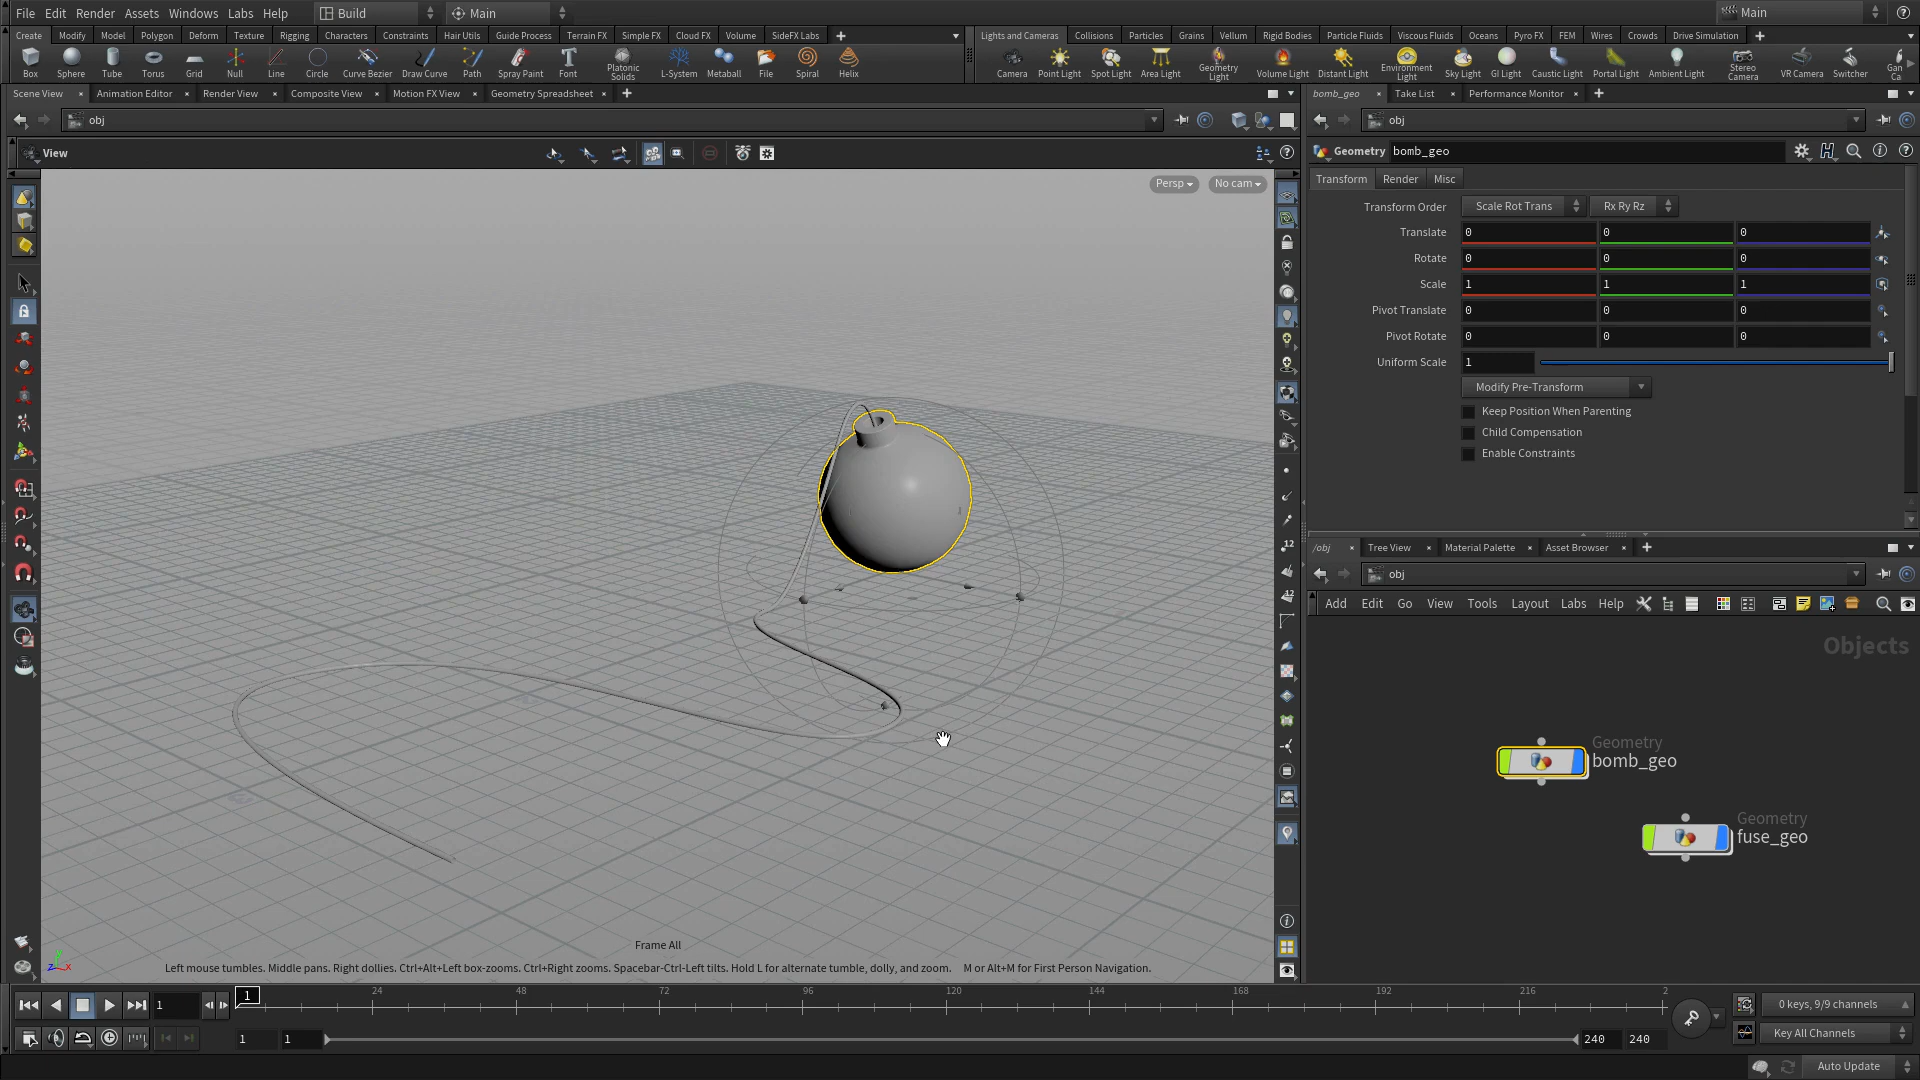 File Edit Render Assets Windows Labs Help Build Main Main
Create Modify Model Polygon Deform Texture Rigging Characters Constraints Hair Utils Guide Process Terrain FX Simple FX Cloud FX Volume SideFX Labs
Lights and Cameras Collisions Particles Grains Vellum Rigid Bodies Particle Fluids Viscous Fluids Oceans Pyro FX FEM Wires Crowds Drive Simulation
Box Sphere Tube Torus Grid Null Line Circle Curve Bezier Draw Curve Path Spray Paint Font Platonic Solids L-System Metaball File Spiral Helix
Camera Point Light Spot Light Area Light Geometry Light Volume Light Distant Light Environment Light Sky Light GI Light Caustic Light Portal Light Ambient Light Stereo Camera VR Camera Switcher Gan Ca
Scene View Animation Editor Render View Composite View Motion FX View Geometry Spreadsheet
bomb_geo Take List Performance Monitor
obj
obj
View
Geometry bomb_geo
Transform Render Misc
Persp No cam
Transform Order Scale Rot Trans Rx Ry Rz
Translate 0 0 0
Rotate 0 0 0
Scale 1 1 1
Pivot Translate 0 0 0
Pivot Rotate 0 0 0
Uniform Scale 1
Modify Pre-Transform
Keep Position When Parenting
Child Compensation
Enable Constraints
/obj Tree View Material Palette Asset Browser
obj
Add Edit Go View Tools Layout Labs Help
Objects
Geometry
bomb_geo
Geometry
fuse_geo
12
12
Frame All
Left mouse tumbles. Middle pans. Right dollies. Ctrl+Alt+Left box-zooms. Ctrl+Right zooms. Spacebar-Ctrl-Left tilts. Hold L for alternate tumble, dolly, and zoom. M or Alt+M for First Person Navigation.
y
z x
1 1 24 48 72 96 120 144 168 192 216 2
0 keys, 9/9 channels
1 1 240 240
Key All Channels
Auto Update